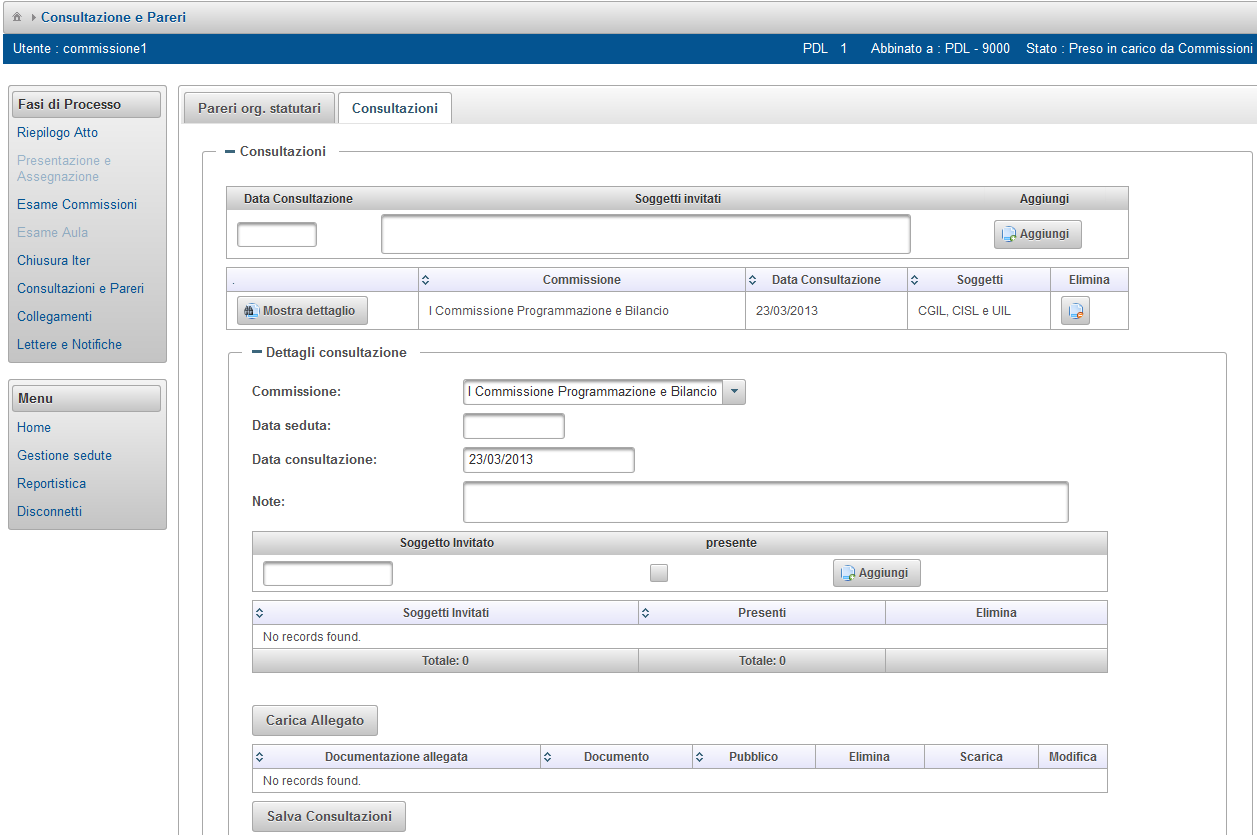 Consultazione e Pareri
Utente : commissione1 PDL 1 Abbinato a : PDL - 9000 Stato : Preso in carico da Commissioni
Fasi di Processo
Riepilogo Atto
Presentazione e
Assegnazione
Esame Commissioni
Esame Aula
Chiusura Iter
Consultazioni e Pareri
Collegamenti
Lettere e Notifiche
Menu
Home
Gestione sedute
Reportistica
Disconnetti
Pareri org. statutari Consultazioni
Consultazioni
Data Consultazione Soggetti invitati Aggiungi
Aggiungi
. Commissione Data Consultazione Soggetti Elimina
Mostra dettaglio I Commissione Programmazione e Bilancio 23/03/2013 CGIL, CISL e UIL
Dettagli consultazione
Commissione: I Commissione Programmazione e Bilancio
Data seduta:
Data consultazione: 23/03/2013
Note:
Soggetto Invitato presente
Aggiungi
Soggetti Invitati Presenti Elimina
No records found.
Totale: 0 Totale: 0
Carica Allegato
Documentazione allegata Documento Pubblico Elimina Scarica Modifica
No records found.
Salva Consultazioni